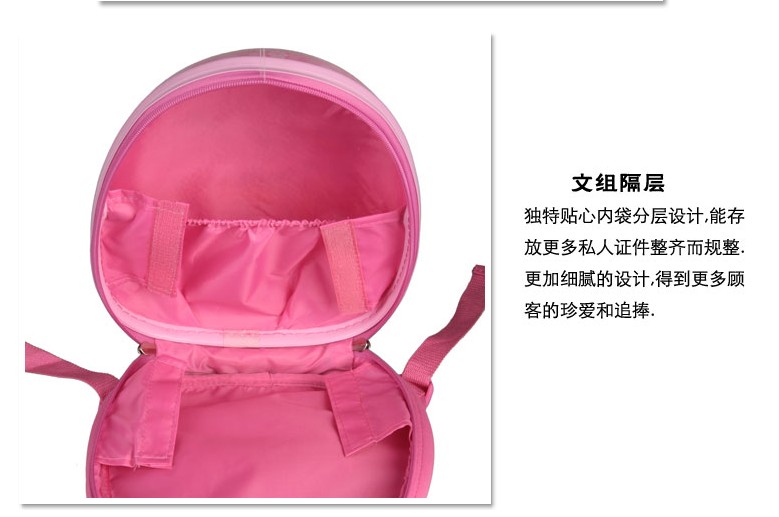 文组隔层
独特贴心内袋分层设计,能存
放更多私人证件整齐而规整.
更加细腻的设计,得到更多顾
客的珍爱和追捧.